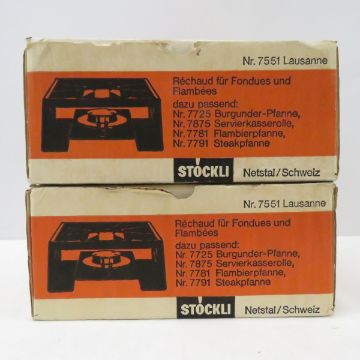 Nr. 7551 Lausanne
Réchaud für Fondues und
Flambées
dazu passend:
Nr. 7725 Burgunder-Pfanne,
Nr. 7875 Servierkasserolle,
Nr. 7781 Flambierpfanne,
Nr. 7791 Steakpfanne
STÖCKLI
Netstal/Schweiz
Nr. 7551 Lausanne
Réchaud für Fondues und
Flambées
dazu passend:
Nr. 7725 Burgunder-Pfanne,
Nr. 7875 Servierkasserolle,
Nr. 7781 Flambierpfanne,
Nr. 7791 Steakpfanne
STÖCKLI
Netstal/Schweiz